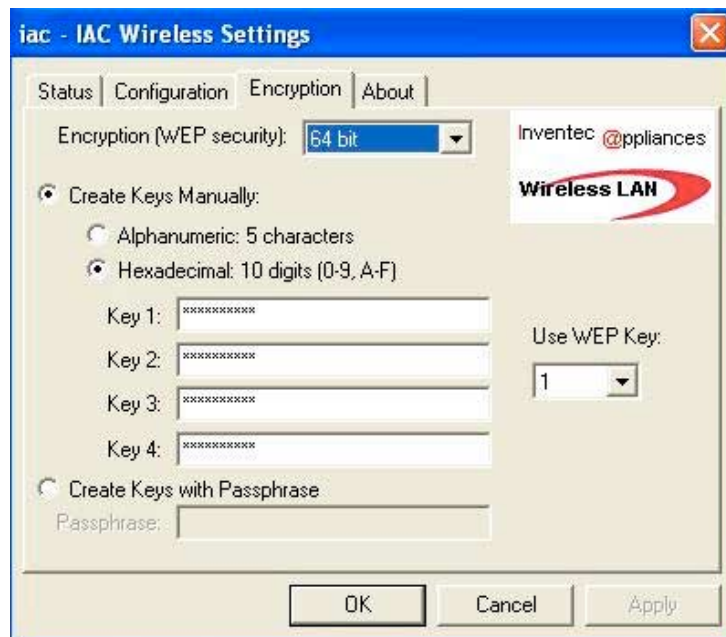 iac - IAC Wireless Settings
Status Configuration Encryption About
Encryption (WEP security): 64 bit
Inventec @ppliances
Wireless LAN
Create Keys Manually:
Alphanumeric: 5 characters
Hexadecimal: 10 digits (0-9, A-F)
Key 1: **********
Key 2: **********
Key 3: **********
Key 4: **********
Use WEP Key:
1
Create Keys with Passphrase
Passphrase:
OK Cancel Apply